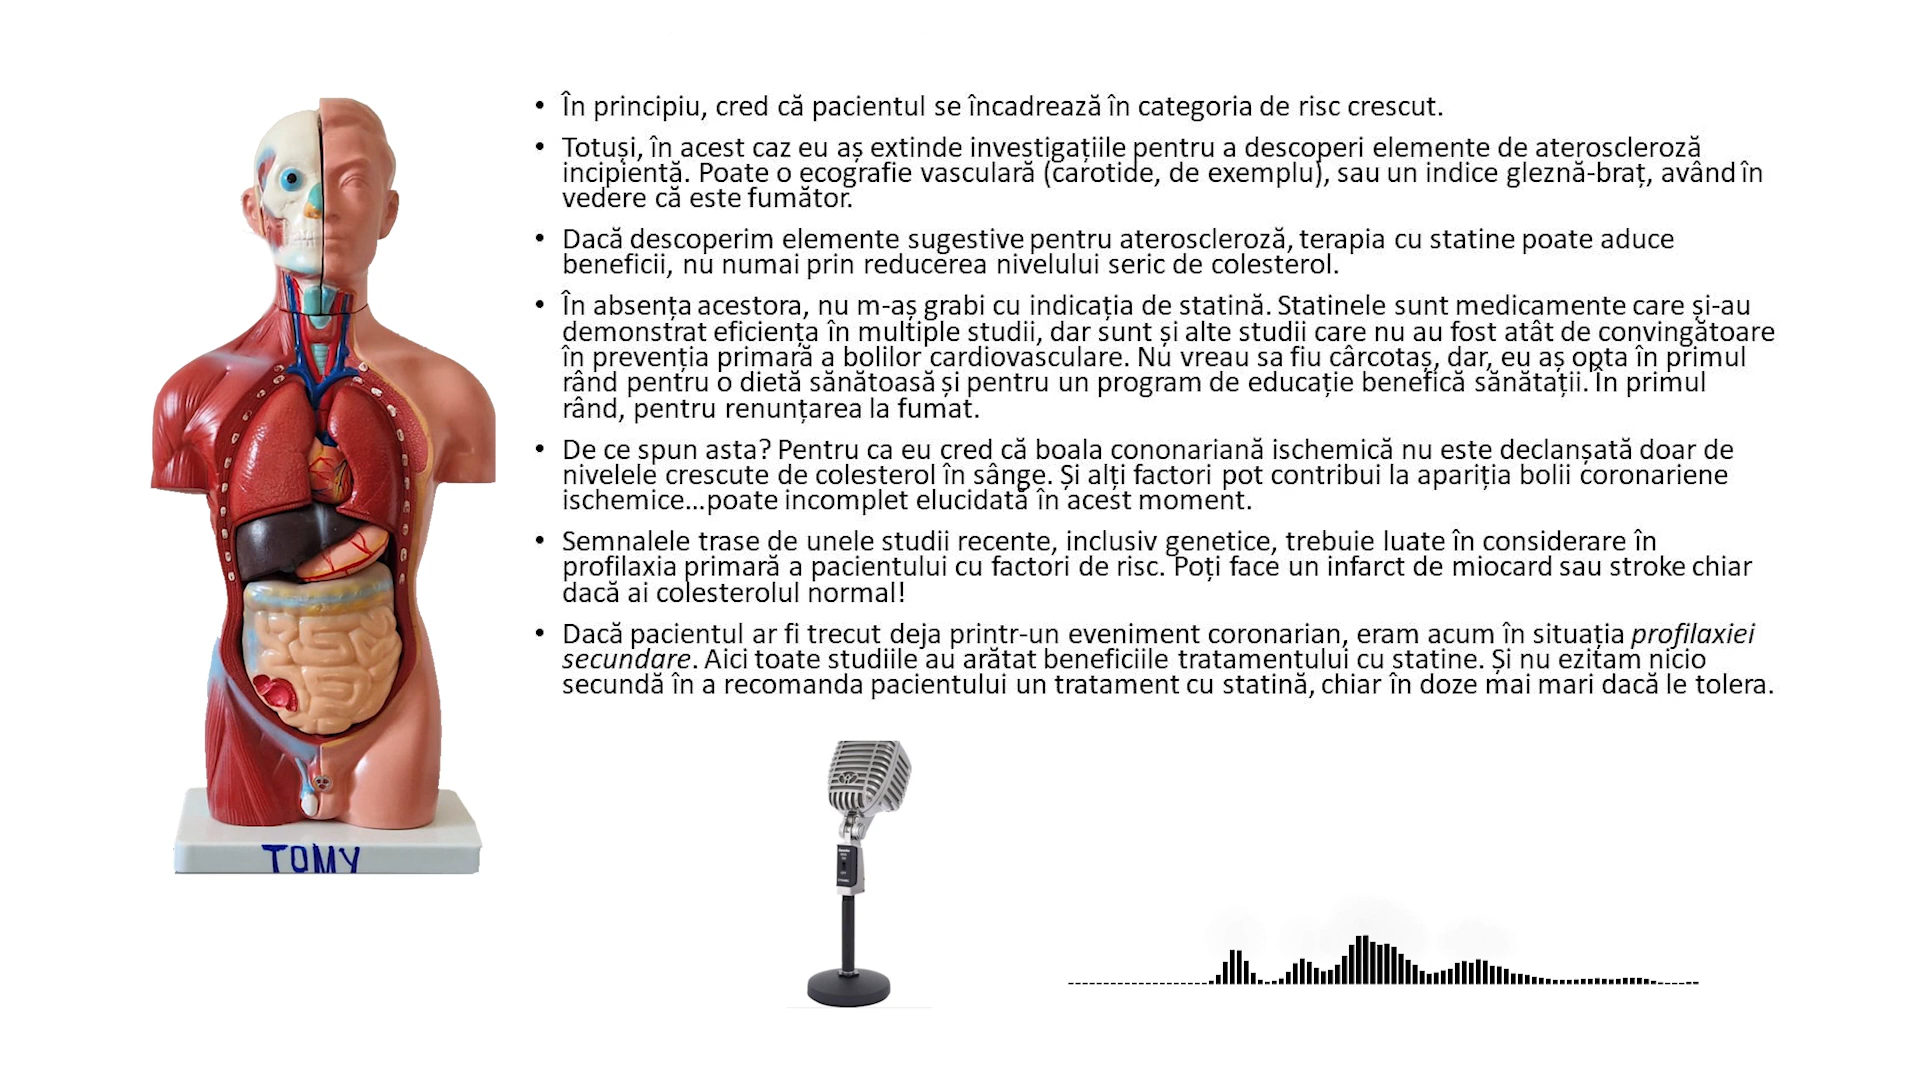 • În principiu, cred că pacientul se încadrează în categoria de risc crescut.
• Totuși, în acest caz eu aș extinde investigațiile pentru a descoperi elemente de ateroscleroză
incipientă. Poate o ecografie vasculară (carotide, de exemplu), sau un indice gleznă-braț, având în
vedere că este fumător.
• Dacă descoperim elemente sugestive pentru ateroscleroză, terapia cu statine poate aduce
beneficii, nu numai prin reducerea nivelului seric de colesterol.
• În absența acestora, nu m-aș grabi cu indicația de statină. Statinele sunt medicamente care și-au
demonstrat eficiența în multiple studii, dar sunt și alte studii care nu au fost atât de convingătoare
în prevenția primară a bolilor cardiovasculare. Nu vreau sa fiu cârcotaș, dar, eu aș opta în primul
rând pentru o dietă sănătoasă și pentru un program de educație benefică sănătații. În primul
rând, pentru renunțarea la fumat.
• De ce spun asta? Pentru ca eu cred că boala cononariană ischemică nu este declanșată doar de
nivelele crescute de colesterol în sânge. Și alți factori pot contribui la apariția bolii coronariene
ischemice...poate incomplet elucidată în acest moment.
• Semnalele trase de unele studii recente, inclusiv genetice, trebuie luate în considerare în
profilaxia primară a pacientului cu factori de risc. Poți face un infarct de miocard sau stroke chiar
dacă ai colesterolul normal!
• Dacă pacientul ar fi trecut deja printr-un eveniment coronarian, eram acum în situația profilaxiei
secundare. Aici toate studiile au arătat beneficiile tratamentului cu statine. Și nu ezitam nicio
secundă în a recomanda pacientului un tratament cu statină, chiar în doze mai mari dacă le tolera.
TOMY